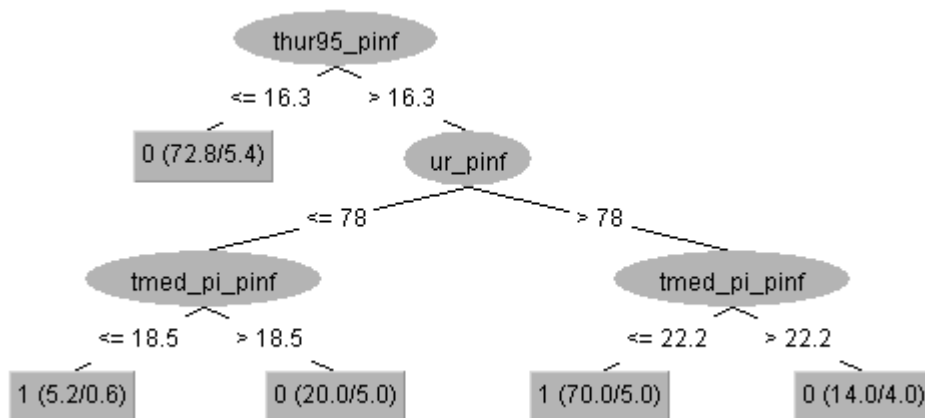 thur95_pinf
<= 16.3 > 16.3
0 (72.8/5.4)
ur_pinf
<= 78 > 78
tmed_pi_pinf tmed_pi_pinf
<= 18.5 > 18.5 <= 22.2 > 22.2
1 (5.2/0.6) 0 (20.0/5.0) 1 (70.0/5.0) 0 (14.0/4.0)